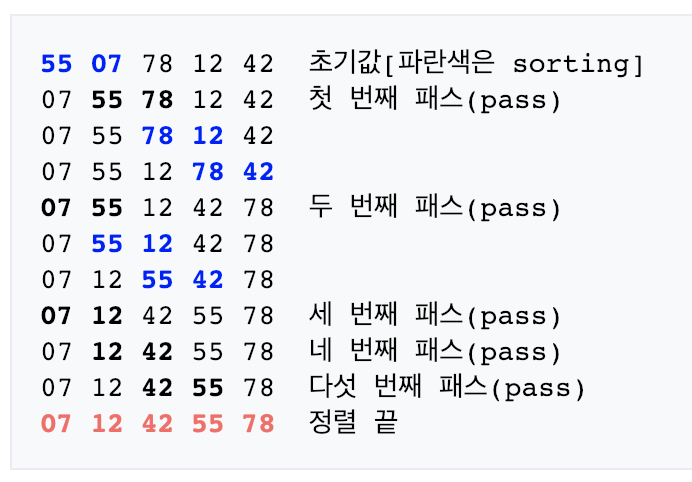 55 07 78 12 42 초기값[파란색은 sorting]
07 55 78 12 42 첫 번째 패스(pass)
07 55 78 12 42
07 55 12 78 42
07 55 12 42 78 두 번째 패스(pass)
07 55 12 42 78
07 12 55 42 78
07 12 42 55 78 세 번째 패스(pass)
07 12 42 55 78 네 번째 패스(pass)
07 12 42 55 78 다섯 번째 패스(pass)
07 12 42 55 78 정렬 끝